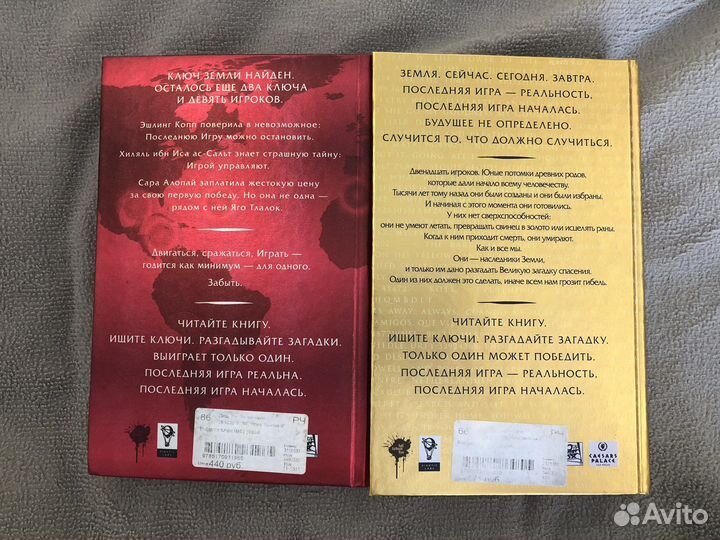 КЛЮЧ ЗЕМЛИ НАЙДЕН.
ОСТАЛОСЬ ЕЩЕ ДВА КЛЮЧА
И ДЕВЯТЬ ИГРОКОВ.
Эшлинг Копп поверила в невозможное:
Последнюю Игру можно остановить.
Хиляль ибн Иса ас-Сальт знает страшную тайну:
Игрой управляют.
Сара Алопай заплатила жестокую цену
за свою первую победу. Но она не одна —
рядом с ней Яго Тлалок.
Двигаться, сражаться, Играть —
годится как минимум — для одного.
Забыть.
ЧИТАЙТЕ КНИГУ.
ИЩИТЕ КЛЮЧИ. РАЗГАДЫВАЙТЕ ЗАГАДКИ.
ВЫИГРАЕТ ТОЛЬКО ОДИН.
ПОСЛЕДНЯЯ ИГРА РЕАЛЬНА.
ПОСЛЕДНЯЯ ИГРА НАЧАЛАСЬ.
86
РЧ
440 руб
ЗЕМЛЯ. СЕЙЧАС. СЕГОДНЯ. ЗАВТРА.
ПОСЛЕДНЯЯ ИГРА — РЕАЛЬНОСТЬ.
ПОСЛЕДНЯЯ ИГРА НАЧАЛАСЬ.
БУДУЩЕЕ НЕ ОПРЕДЕЛЕНО.
СЛУЧИТСЯ ТО, ЧТО ДОЛЖНО СЛУЧИТЬСЯ.
Двенадцать игроков. Юные потомки древних родов,
которые дали начало всему человечеству.
Тысячи лет тому назад они были созданы и они были избраны.
И начиная с этого момента они готовились.
У них нет сверхспособностей:
они не умеют летать, превращать свинец в золото или исцелять раны.
Когда к ним приходит смерть, они умирают.
Как и все мы.
Они — наследники Земли,
и только им дано разгадать Великую загадку спасения.
Один из них должен это сделать, иначе всем нам грозит гибель.
ЧИТАЙТЕ КНИГУ.
ИЩИТЕ КЛЮЧИ. РАЗГАДАЙТЕ ЗАГАДКУ.
ТОЛЬКО ОДИН МОЖЕТ ПОБЕДИТЬ.
ПОСЛЕДНЯЯ ИГРА — РЕАЛЬНОСТЬ.
ПОСЛЕДНЯЯ ИГРА НАЧАЛАСЬ.
CAESARS
PALACE
Avito